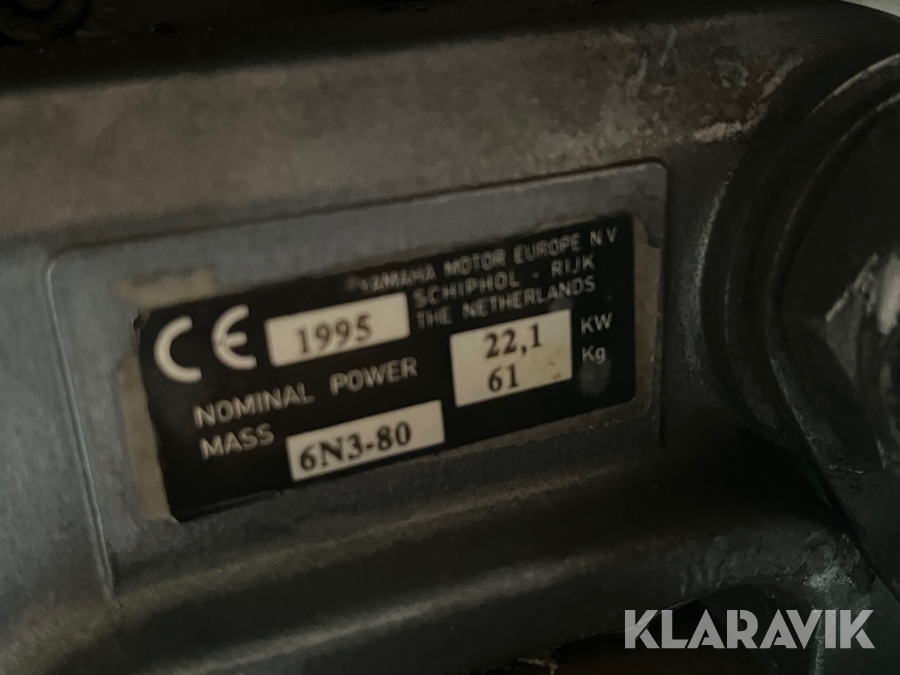 YAMAHA MOTOR EUROPE N V
SCHIPHOL - RIJK
THE NETHERLANDS
CE 1995
NOMINAL POWER 22,1 KW
MASS 61 Kg
6N3-80
KLARAVIK